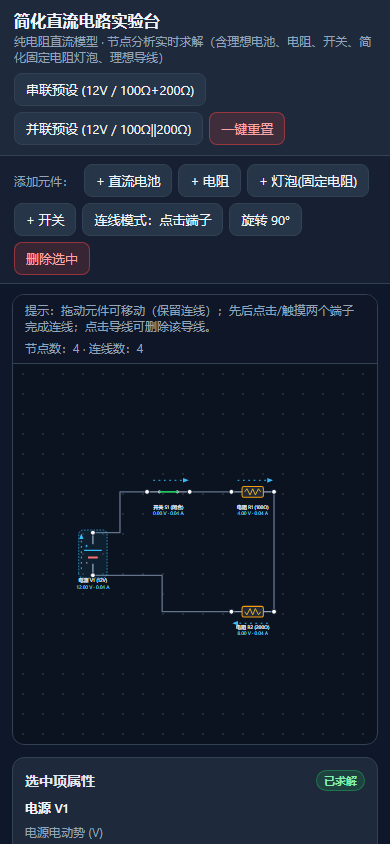 简化直流电路实验台
纯电阻直流模型 · 节点分析实时求解（含理想电池、电阻、开关、简
化固定电阻灯泡、理想导线）
串联预设 (12V / 100Ω+200Ω)
并联预设 (12V / 100Ω||200Ω)
一键重置
添加元件：
+ 直流电池
+ 电阻
+ 灯泡(固定电阻)
+ 开关
连线模式：点击端子
旋转 90°
删除选中
提示：拖动元件可移动（保留连线）；先后点击/触摸两个端子
完成连线；点击导线可删除该导线。
节点数：4 · 连线数：4
开关 S1 (闭合)
0.00 V · 0.04 A
电阻 R1 (100Ω)
4.00 V · 0.04 A
电源 V1 (12V)
12.00 V · 0.04 A
电阻 R2 (200Ω)
8.00 V · 0.04 A
选中项属性
已求解
电源 V1
电源电动势 (V)